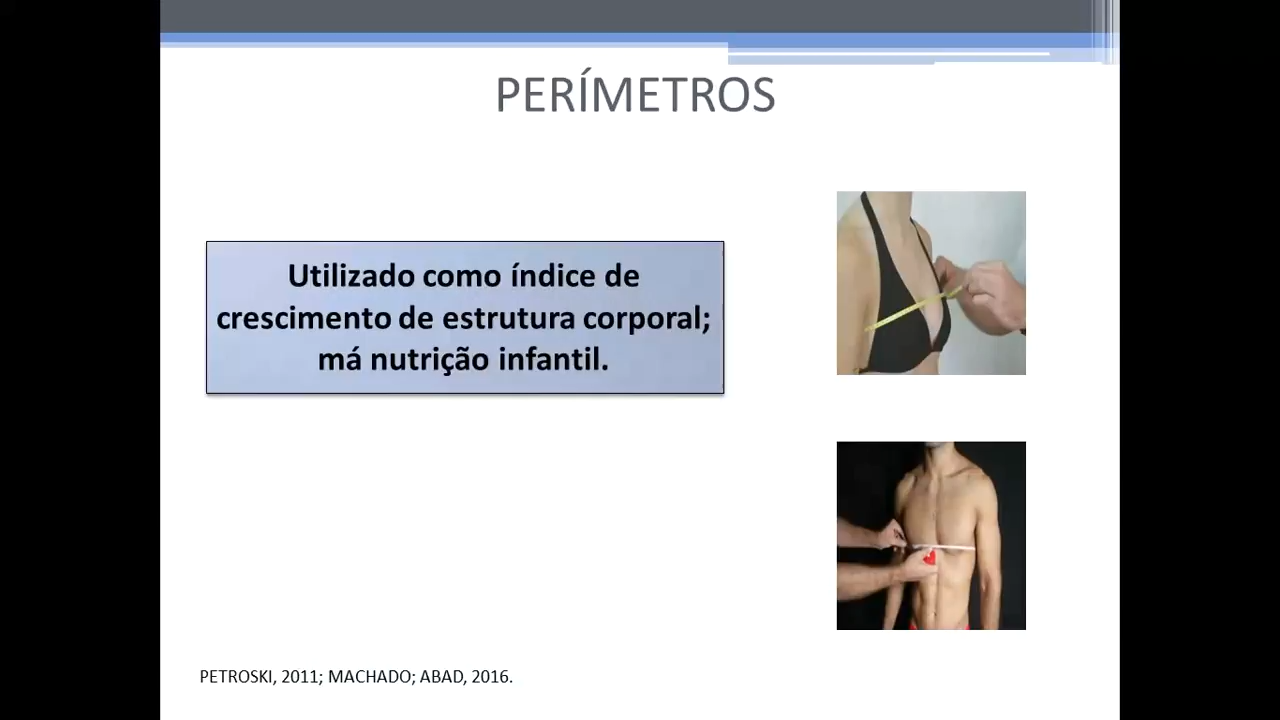 PERÍMETROS
Utilizado como índice de
crescimento de estrutura corporal;
má nutrição infantil.
PETROSKI, 2011; MACHADO; ABAD, 2016.